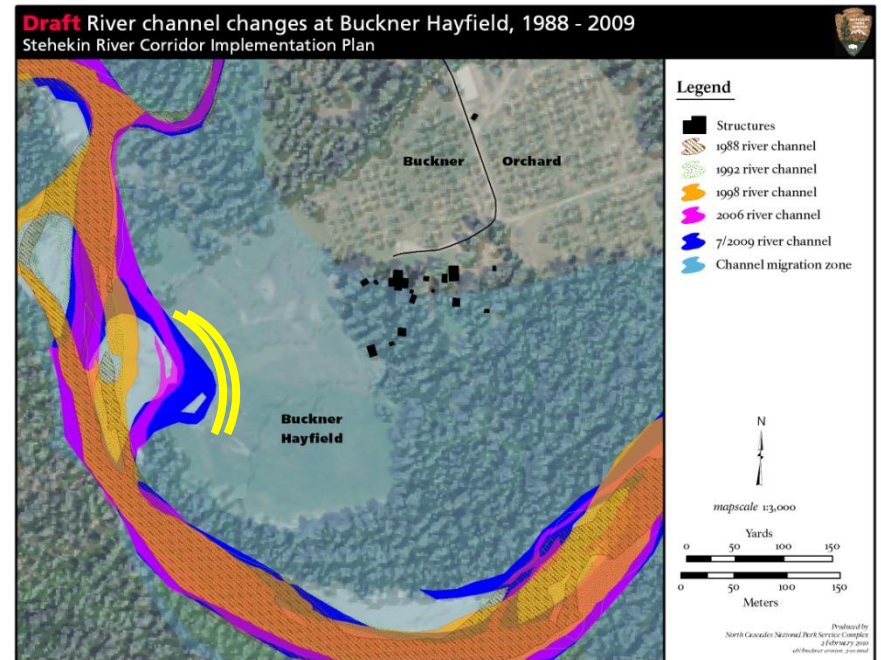 Draft River channel changes at Buckner Hayfield, 1988 - 2009
Stehekin River Corridor Implementation Plan
Buckner Orchard
Buckner
Hayfield
Legend
Structures
1988 river channel
1992 river channel
1998 river channel
2006 river channel
7/2009 river channel
Channel migration zone
N
mapscale 1:3,000
Yards
0 50 100 150
0 50 100 150
Meters
Produced by
North Cascades National Park Service Complex
2 February 2010